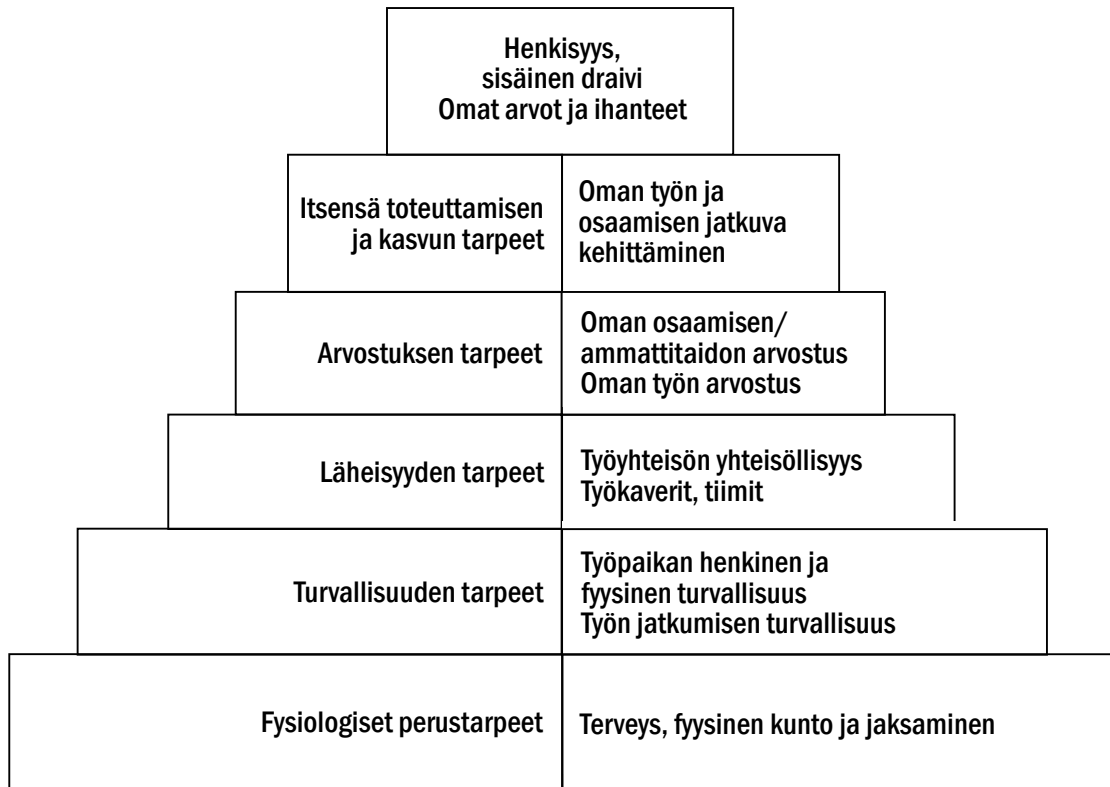 Henkisyys,
sisäinen draivi
Omat arvot ja ihanteet
Itsensä toteuttamisen
ja kasvun tarpeet
Oman työn ja
osaamisen jatkuva
kehittäminen
Arvostuksen tarpeet
Oman osaamisen/
ammattitaidon arvostus
Oman työn arvostus
Läheisyyden tarpeet
Työyhteisön yhteisöllisyys
Työkaverit, tiimit
Turvallisuuden tarpeet
Työpaikan henkinen ja
fyysinen turvallisuus
Työn jatkumisen turvallisuus
Fysiologiset perustarpeet
Terveys, fyysinen kunto ja jaksaminen